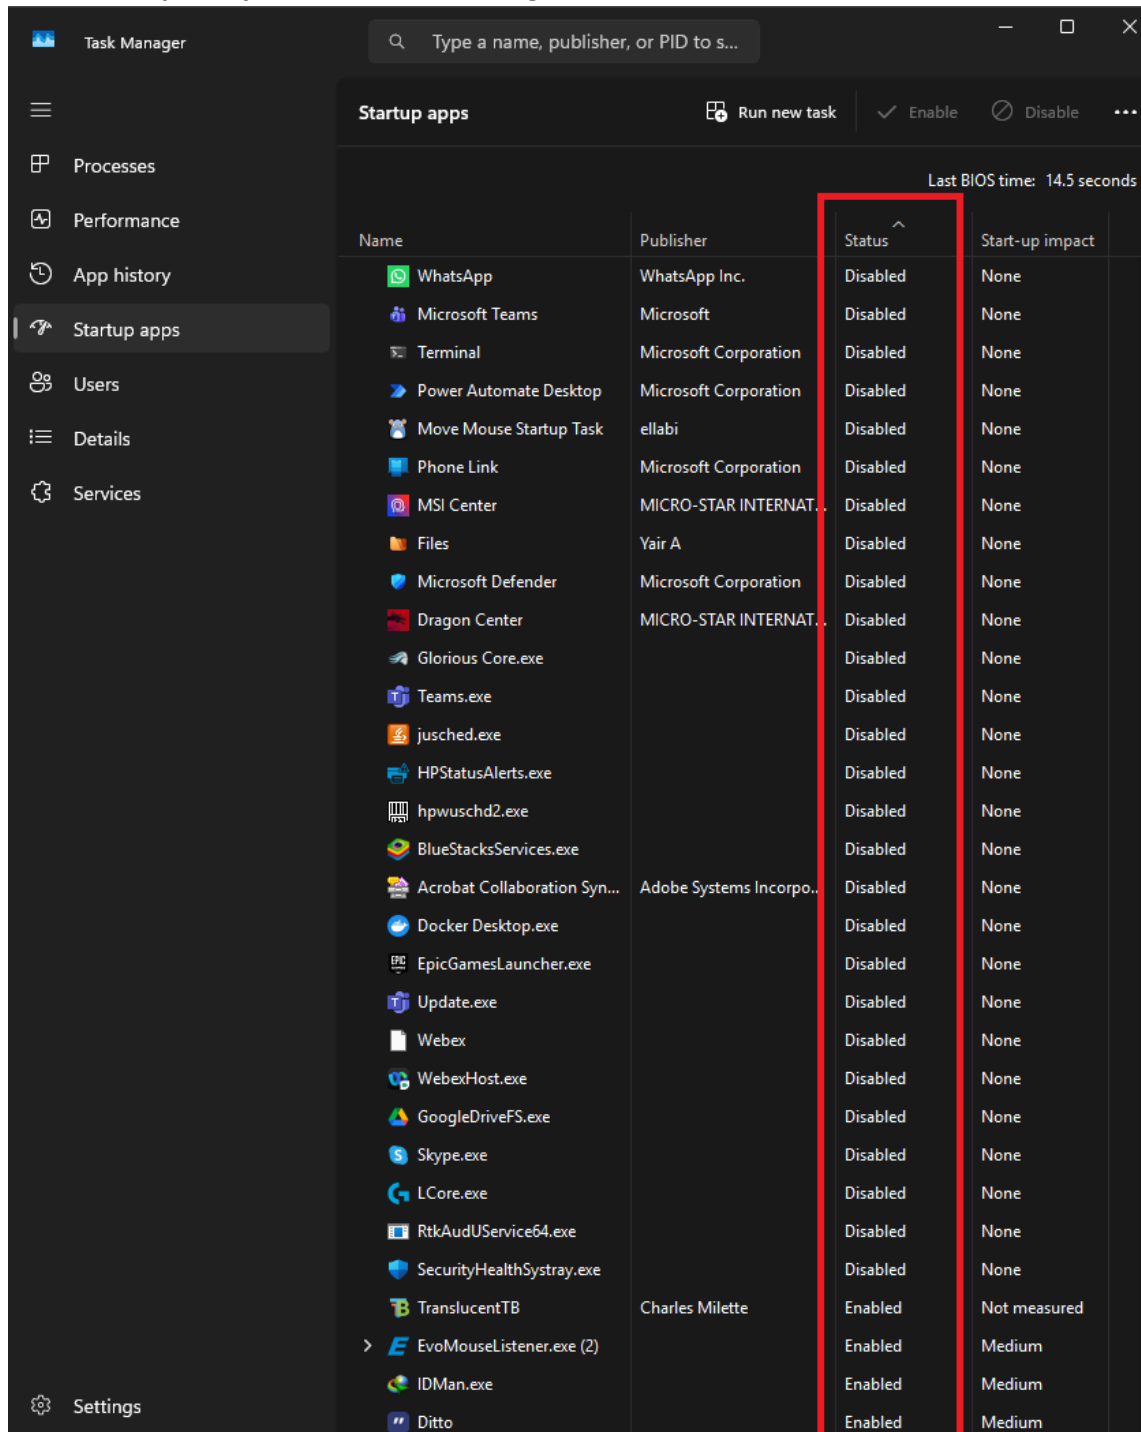 Task Manager
Type a name, publisher, or PID to s...
Startup apps
Run new task
Enable
Disable
Processes
Performance
App history
Startup apps
Users
Details
Services
Settings
Last BIOS time: 14.5 seconds
Name Publisher Status Start-up impact
WhatsApp WhatsApp Inc. Disabled None
Microsoft Teams Microsoft Disabled None
Terminal Microsoft Corporation Disabled None
Power Automate Desktop Microsoft Corporation Disabled None
Move Mouse Startup Task ellabi Disabled None
Phone Link Microsoft Corporation Disabled None
MSI Center MICRO-STAR INTERNAT... Disabled None
Files Yair A Disabled None
Microsoft Defender Microsoft Corporation Disabled None
Dragon Center MICRO-STAR INTERNAT... Disabled None
Glorious Core.exe Disabled None
Teams.exe Disabled None
jusched.exe Disabled None
HPStatusAlerts.exe Disabled None
hpwuschd2.exe Disabled None
BlueStacksServices.exe Disabled None
Acrobat Collaboration Syn... Adobe Systems Incorpo... Disabled None
Docker Desktop.exe Disabled None
EpicGamesLauncher.exe Disabled None
Update.exe Disabled None
Webex Disabled None
WebexHost.exe Disabled None
GoogleDriveFS.exe Disabled None
Skype.exe Disabled None
LCore.exe Disabled None
RtkAudUService64.exe Disabled None
SecurityHealthSystray.exe Disabled None
TranslucentTB Charles Milette Enabled Not measured
EvoMouseListener.exe (2) Enabled Medium
IDMan.exe Enabled Medium
Ditto Enabled Medium